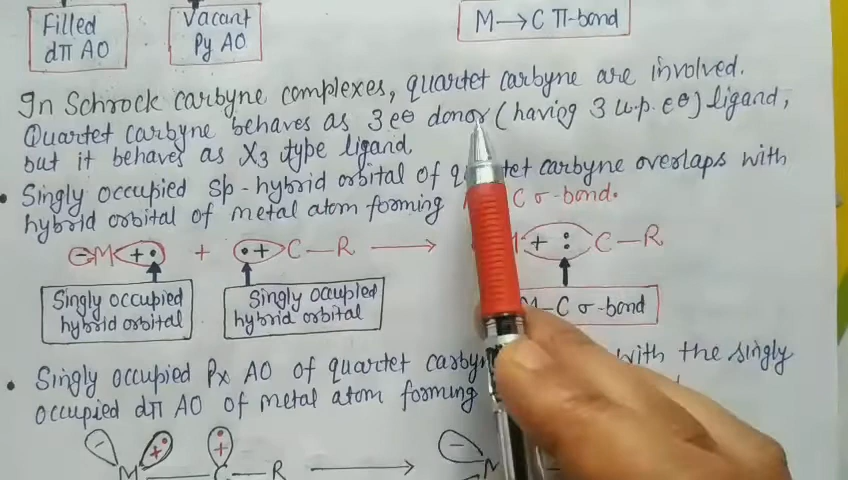 Filled
dπ AO
Vacant
Py AO
M→C π-bond
In Schrock carbyne complexes, quartet carbyne are involved.
Quartet carbyne behaves as 3e⊖ donor (having 3 u.p. e⊖) ligand,
but it behaves as X3 type ligand.
• Singly occupied sp-hybrid orbital of carbyne overlaps with
hybrid orbital of metal atom forming C σ-bond.
M + C—R → C—R
Singly occupied
hybrid orbital
Singly occupied
hybrid orbital
M-C σ-bond
• Singly occupied Px AO of quartet with the singly
occupied dπ AO of metal atom forming
M — C — R → M